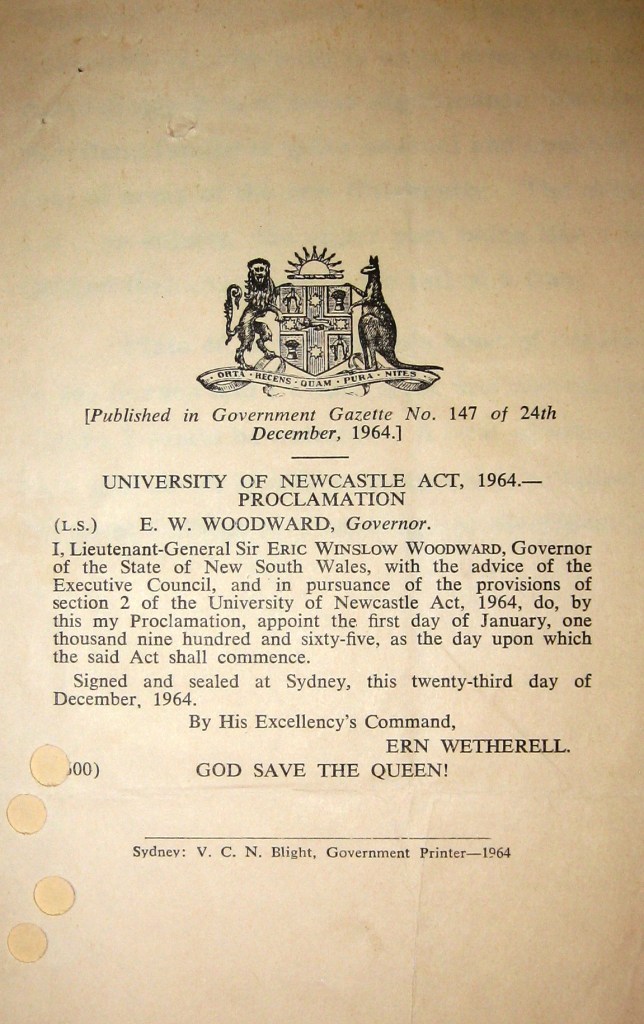 ORTA · RECENS · QUAM · PURA · NITES
[Published in Government Gazette No. 147 of 24th
December, 1964.]
UNIVERSITY OF NEWCASTLE ACT, 1964.—
PROCLAMATION
(L.S.) E. W. WOODWARD, Governor.
I, Lieutenant-General Sir ERIC WINSLOW WOODWARD, Governor
of the State of New South Wales, with the advice of the
Executive Council, and in pursuance of the provisions of
section 2 of the University of Newcastle Act, 1964, do, by
this my Proclamation, appoint the first day of January, one
thousand nine hundred and sixty-five, as the day upon which
the said Act shall commence.
Signed and sealed at Sydney, this twenty-third day of
December, 1964.
By His Excellency's Command,
ERN WETHERELL.
00) GOD SAVE THE QUEEN!
Sydney: V. C. N. Blight, Government Printer—1964